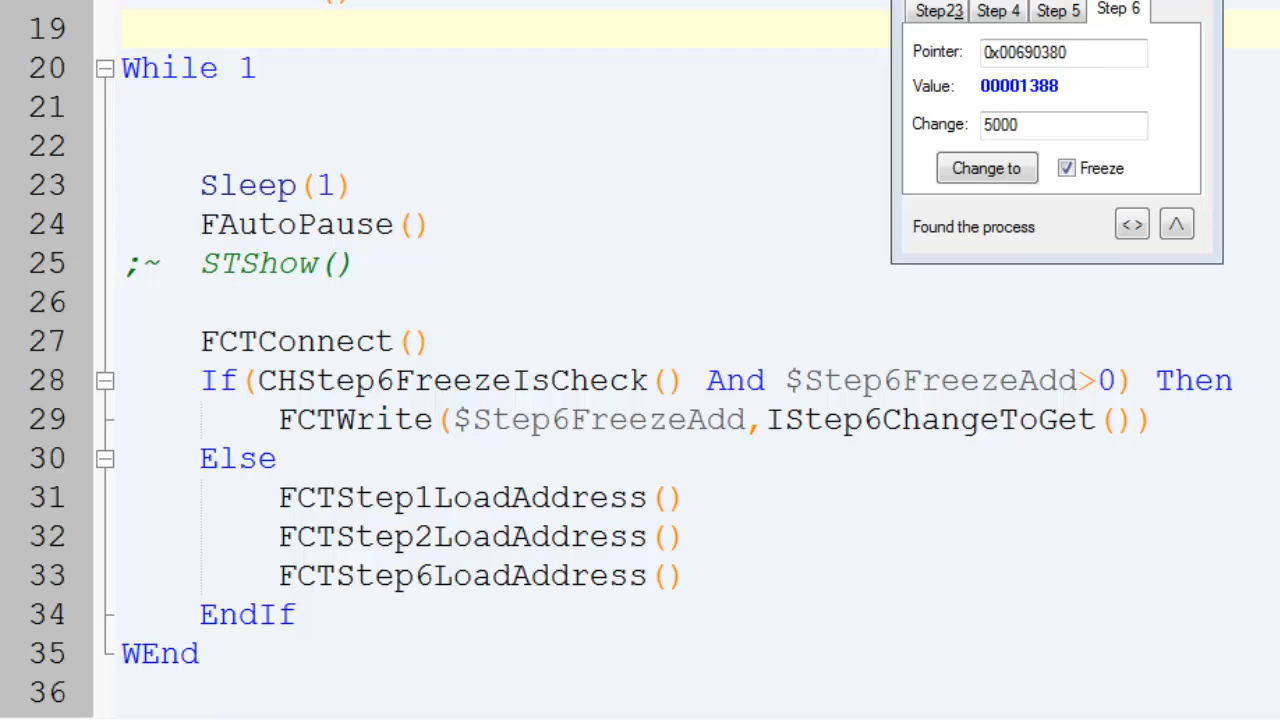 Step23 Step 4 Step 5 Step 6
19
Pointer: 0x00690380
20 While 1
Value: 00001388
21
Change: 5000
22
Change to Freeze
23 Sleep(1)
24 FAutoPause()
Found the process <> ^
25 ;~ STShow()
26
27 FCTConnect()
28 If(CHStep6FreezeIsCheck() And $Step6FreezeAdd>0) Then
29 FCTWrite($Step6FreezeAdd,IStep6ChangeToGet())
30 Else
31 FCTStep1LoadAddress()
32 FCTStep2LoadAddress()
33 FCTStep6LoadAddress()
34 EndIf
35 WEnd
36